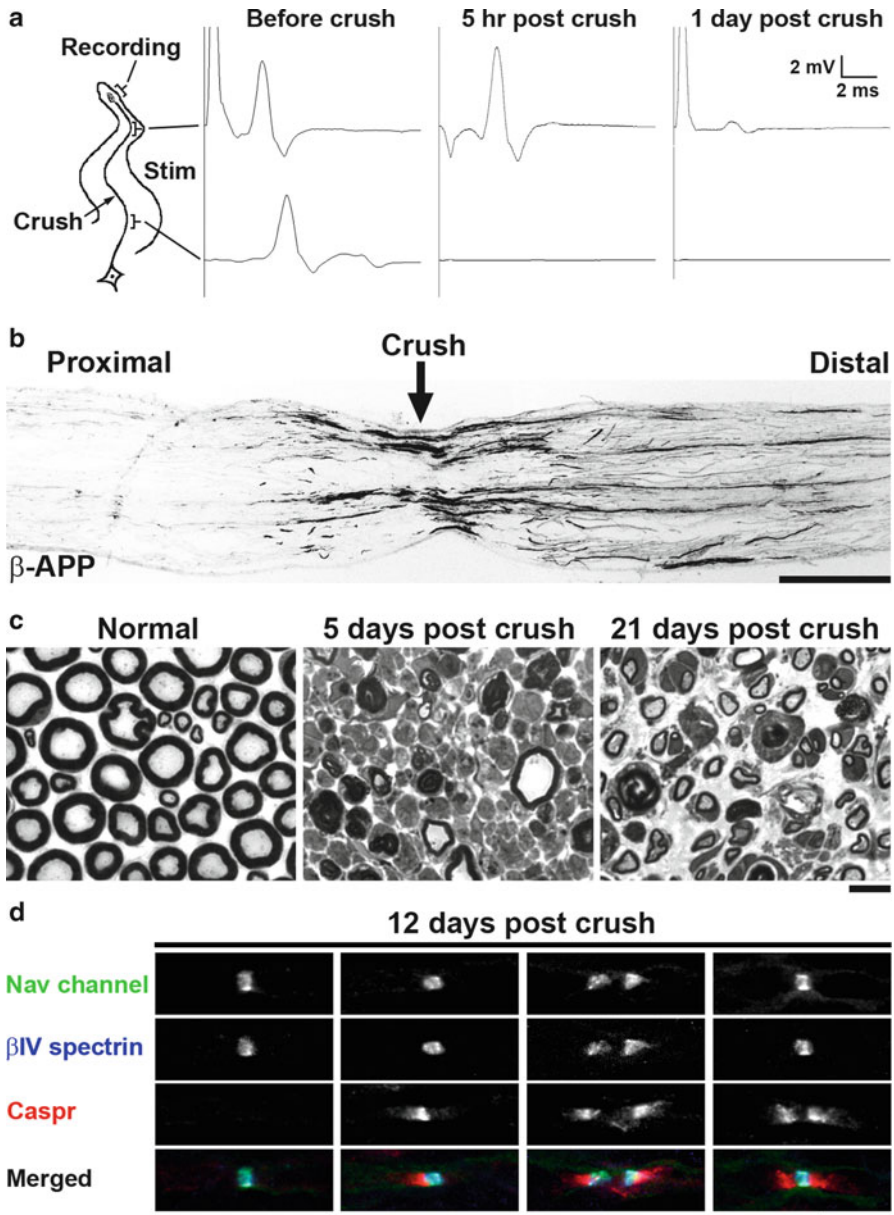 a
Before crush
5 hr post crush
1 day post crush
Recording
2 mV
2 ms
Stim
Crush
b
Proximal
Crush
Distal
β-APP
c
Normal
5 days post crush
21 days post crush
d
12 days post crush
Nav channel
βIV spectrin
Caspr
Merged